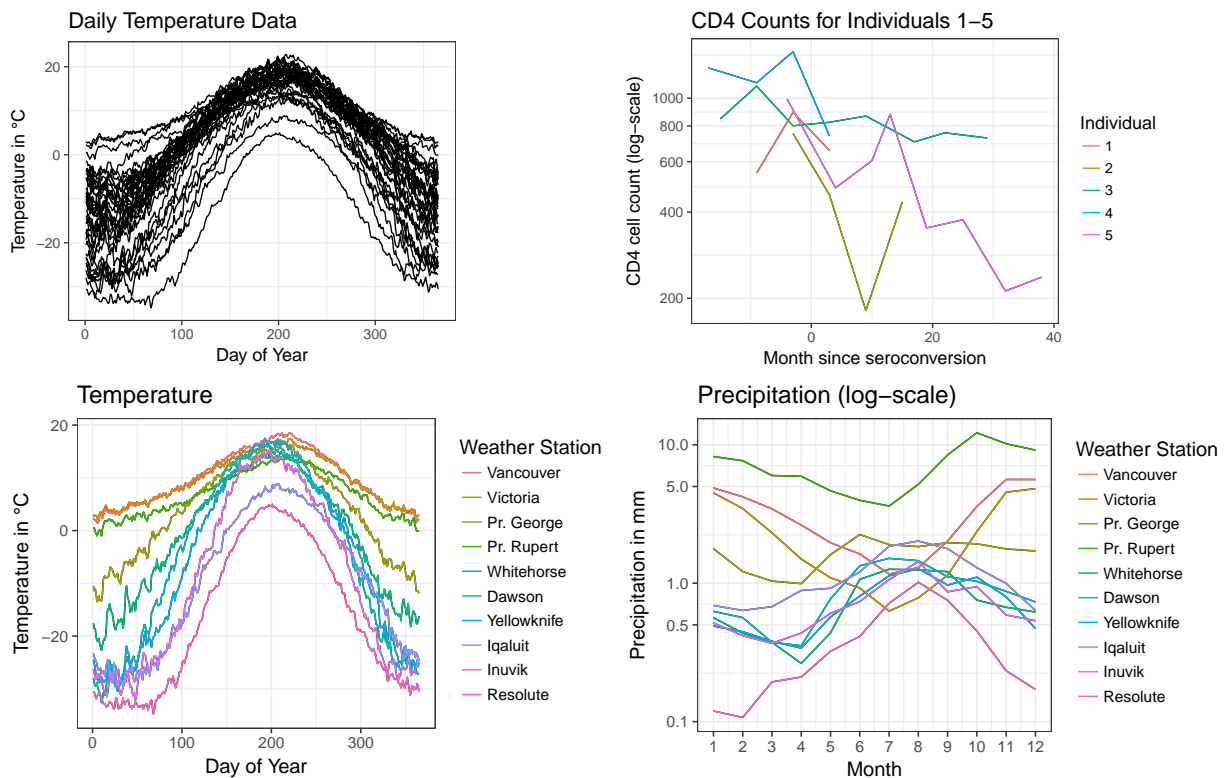 Daily Temperature Data
Temperature in °C
20
0
−20
0
100
200
300
Day of Year
CD4 Counts for Individuals 1−5
CD4 cell count (log−scale)
1000
800
600
400
200
0
20
40
Month since seroconversion
Individual
1
2
3
4
5
Temperature
Temperature in °C
20
0
−20
0
100
200
300
Day of Year
Weather Station
Vancouver
Victoria
Pr. George
Pr. Rupert
Whitehorse
Dawson
Yellowknife
Iqaluit
Inuvik
Resolute
Precipitation (log−scale)
Precipitation in mm
10.0
5.0
1.0
0.5
0.1
1 2 3 4 5 6 7 8 9 10 11 12
Month
Weather Station
Vancouver
Victoria
Pr. George
Pr. Rupert
Whitehorse
Dawson
Yellowknife
Iqaluit
Inuvik
Resolute